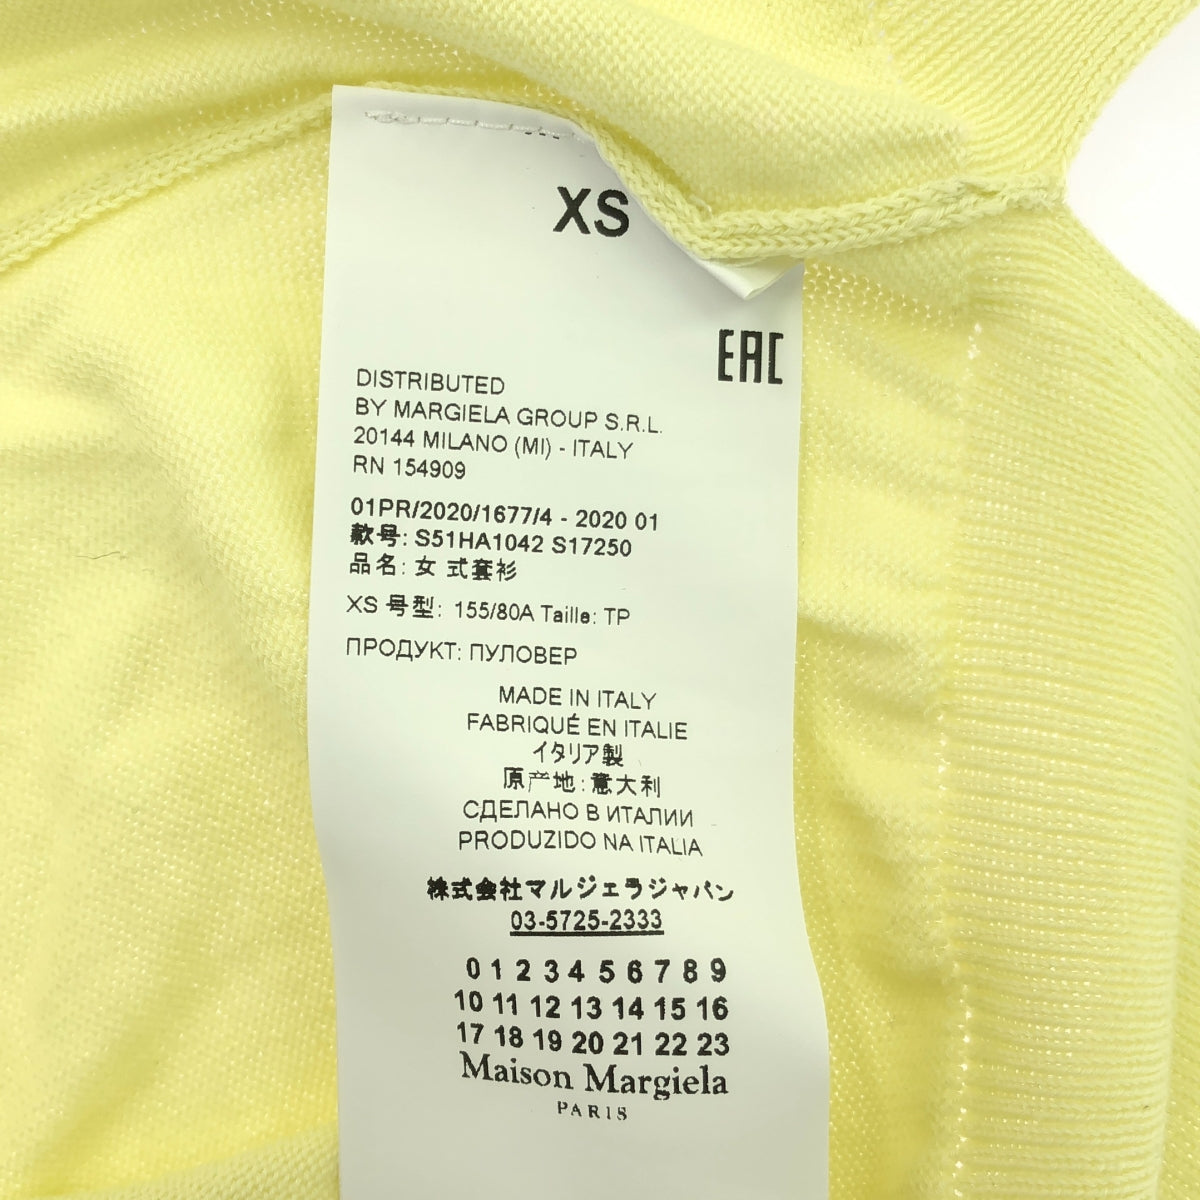 XS
EAC
DISTRIBUTED
BY MARGIELA GROUP S.R.L.
20144 MILANO (MI) - ITALY
RN 154909
01PR/2020/1677/4 - 2020 01
款号: S51HA1042 S17250
品名: 女 式套衫
XS 号型: 155/80A Taille: TP
ПРОДУКТ: ПУЛОВЕР
MADE IN ITALY
FABRIQUÉ EN ITALIE
イタリア製
原产地:意大利
СДЕЛАНО В ИТАЛИИ
PRODUZIDO NA ITALIA
株式会社マルジェラジャパン
03-5725-2333
0 1 2 3 4 5 6 7 8 9
10 11 12 13 14 15 16
17 18 19 20 21 22 23
Maison Margiela
PARIS